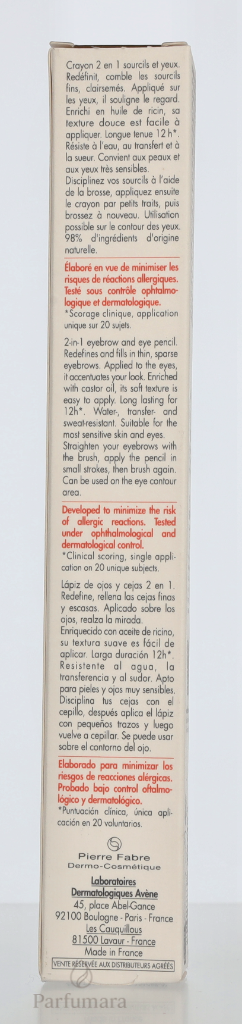 Crayon 2 en 1 sourcils et yeux.
Redéfinit, comble les sourcils
fins, clairsemés. Appliqué sur
les yeux, il souligne le regard.
Enrichi en huile de ricin, sa
texture douce est facile à
appliquer. Longue tenue 12 h*.
Résiste à l'eau, au transfert et à
la sueur. Convient aux peaux et
aux yeux très sensibles.
Disciplinez vos sourcils à l'aide
de la brosse, appliquez ensuite
le crayon par petits traits, puis
brossez à nouveau. Utilisation
possible sur le contour des yeux.
98% d'ingrédients d'origine
naturelle.
Élaboré en vue de minimiser les
risques de réactions allergiques.
Testé sous contrôle ophtalmo-
logique et dermatologique.
*Scorage clinique, application
unique sur 20 sujets.
2-in-1 eyebrow and eye pencil.
Redefines and fills in thin, sparse
eyebrows. Applied to the eyes,
it accentuates your look. Enriched
with castor oil, its soft texture is
easy to apply. Long lasting for
12h*. Water-, transfer- and
sweat-resistant. Suitable for the
most sensitive skin and eyes.
Straighten your eyebrows with
the brush, apply the pencil in
small strokes, then brush again.
Can be used on the eye contour
area.
Developed to minimize the risk
of allergic reactions. Tested
under ophthalmological and
dermatological control.
*Clinical scoring, single appli-
cation on 20 unique subjects.
Lápiz de ojos y cejas 2 en 1.
Redefine, rellena las cejas finas
y escasas. Aplicado sobre los
ojos, realza la mirada.
Enriquecido con aceite de ricino,
su textura suave es fácil de
aplicar. Larga duración 12h*.
Resistente al agua, la
transferencia y al sudor. Apto
para pieles y ojos muy sensibles.
Disciplina tus cejas con el
cepillo, después aplica el lápiz
con pequeños trazos y luego
vuelve a cepillar. Se puede usar
sobre el contorno del ojo.
Elaborado para minimizar los
riesgos de reacciones alérgicas.
Probado bajo control oftalmo-
lógico y dermatológico.
*Puntuación clínica, única apli-
cación en 20 voluntarios.
Pierre Fabre
Dermo-Cosmétique
Laboratoires
Dermatologiques Avène
45, place Abel-Gance
92100 Boulogne - Paris - France
Les Cauquillous
81500 Lavaur - France
Made in France
VENTE RÉSERVÉE AUX DISTRIBUTEURS AGRÉÉS
Parfumara